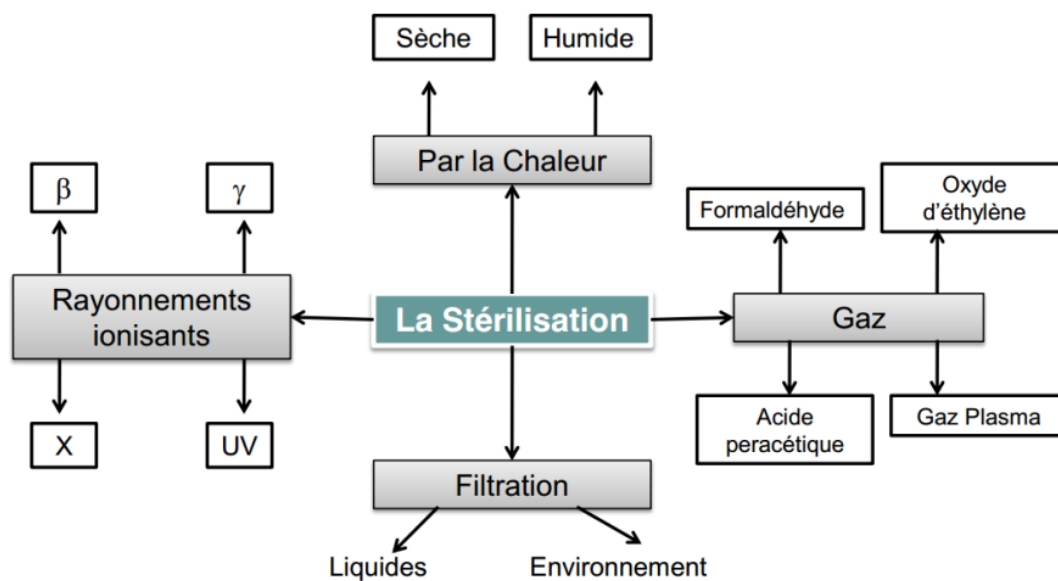 Sèche
Humide
Par la Chaleur
β
γ
Formaldéhyde
Oxyde
d'éthylène
Rayonnements
ionisants
La Stérilisation
Gaz
X
UV
Acide
peracétique
Gaz Plasma
Filtration
Liquides
Environnement